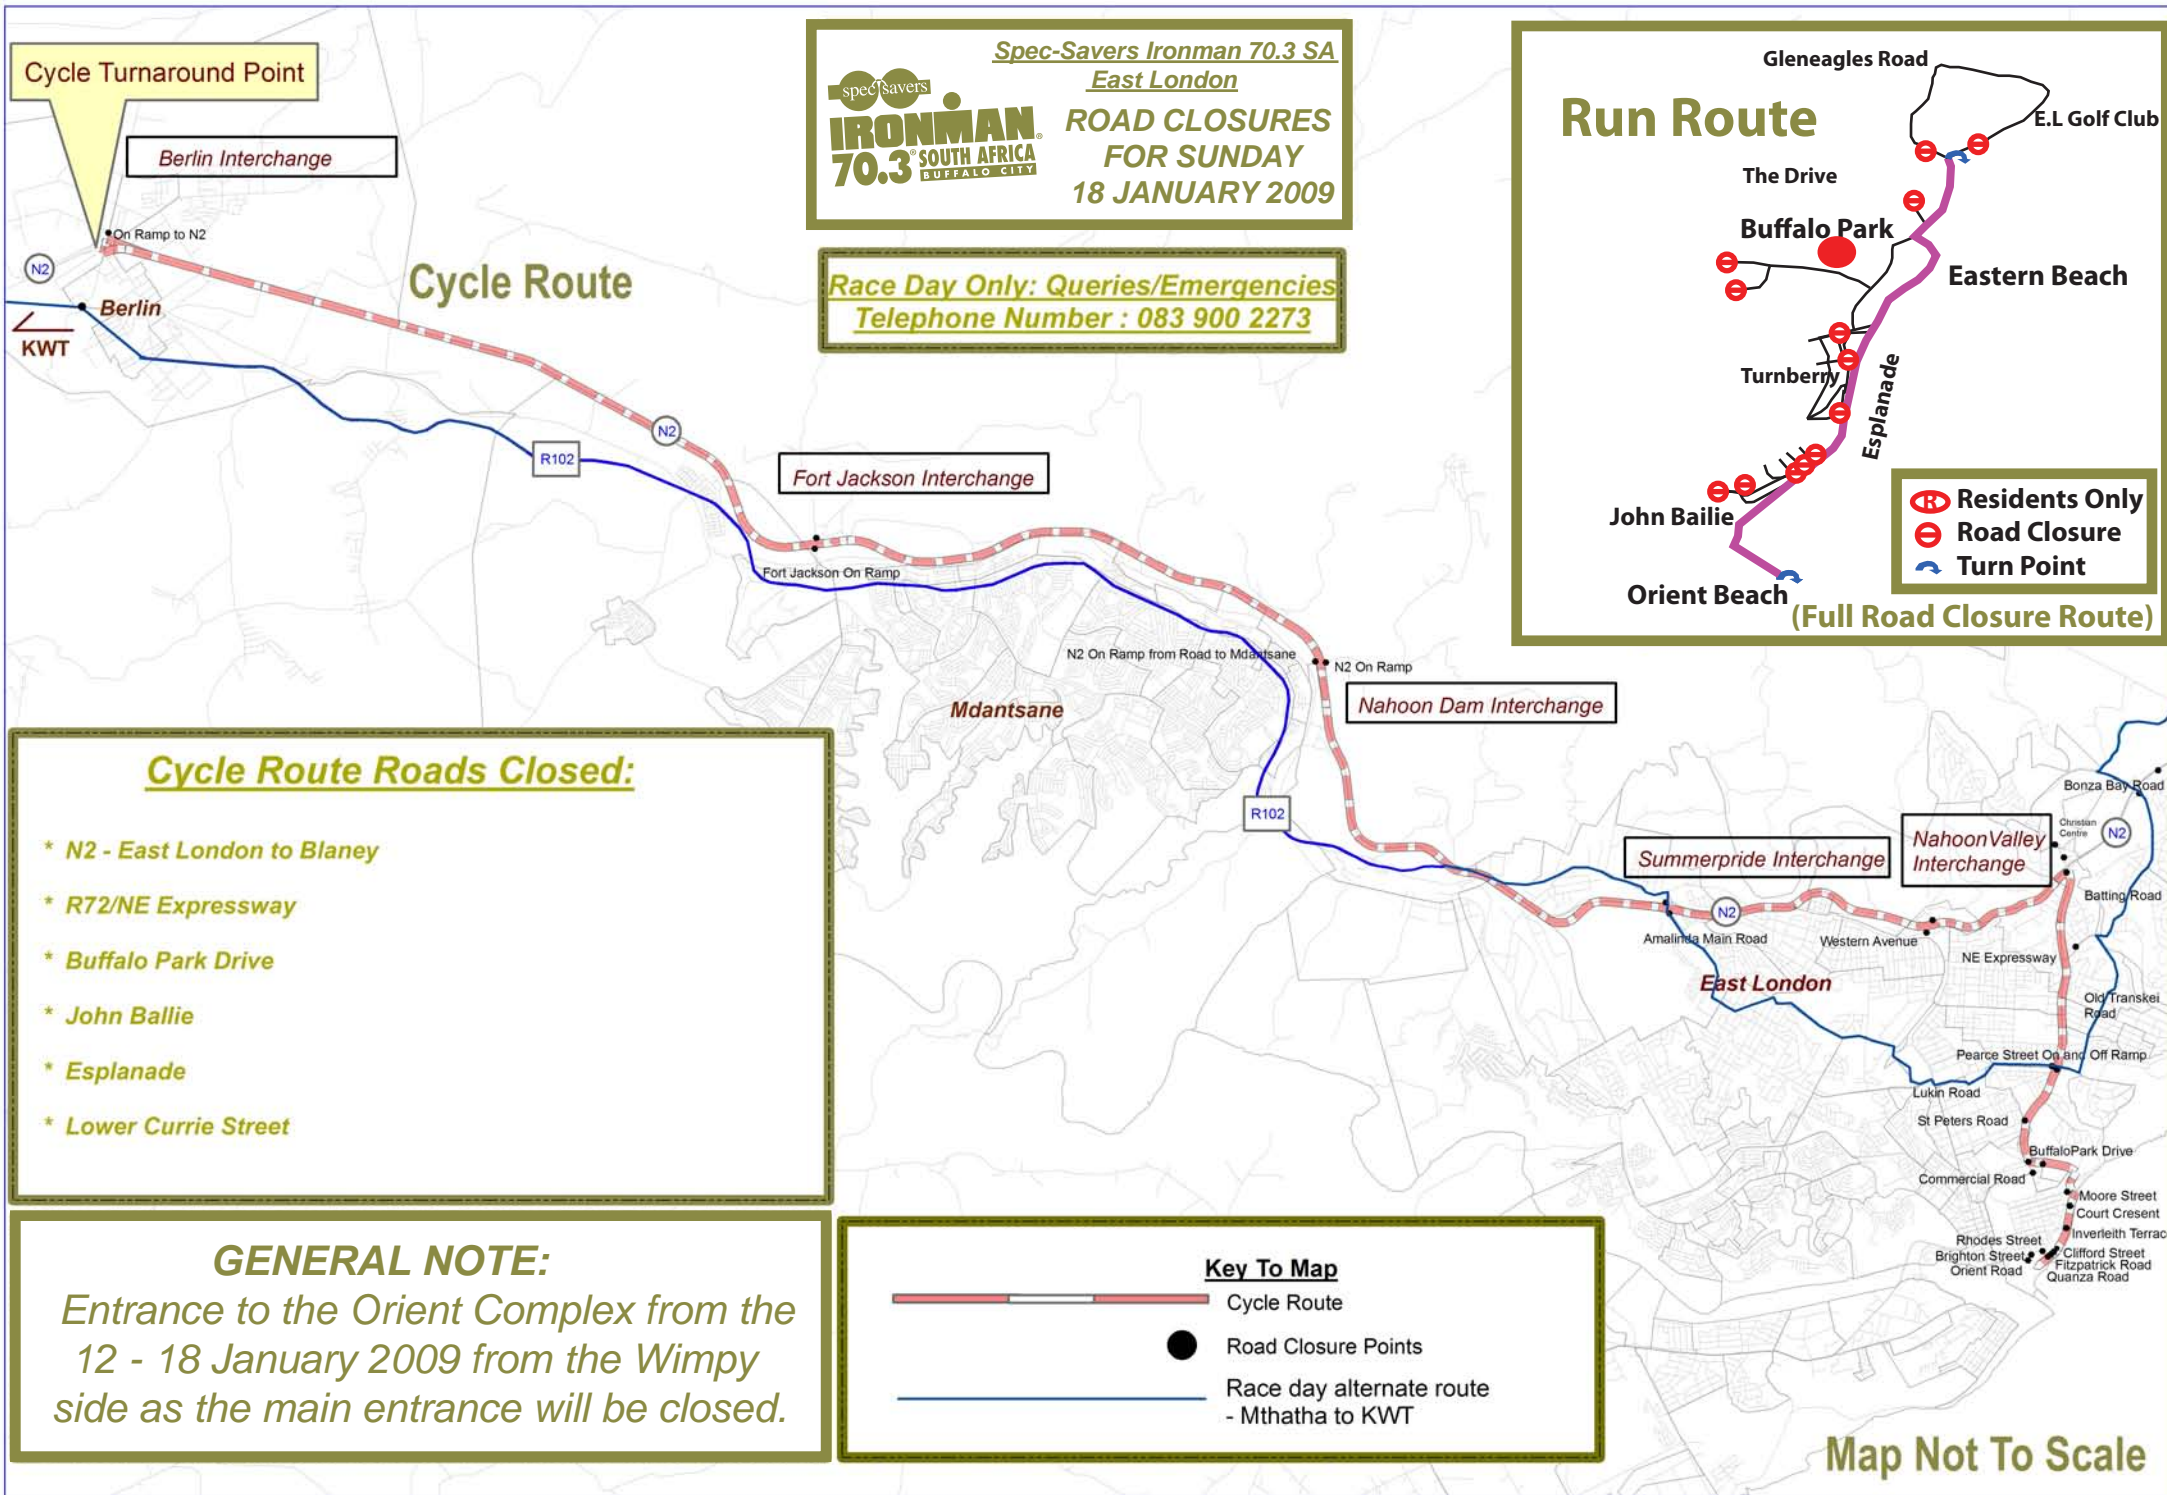 Cycle Turnaround Point
Berlin Interchange
On Ramp to N2
N2
Berlin
KWT
Cycle Route
spec savers
IRONMAN
70.3 SOUTH AFRICA
BUFFALO CITY
Spec-Savers Ironman 70.3 SA
East London
ROAD CLOSURES
FOR SUNDAY
18 JANUARY 2009
Race Day Only: Queries/Emergencies
Telephone Number : 083 900 2273
Run Route
Gleneagles Road
E.L Golf Club
The Drive
Buffalo Park
Eastern Beach
Turnberry
Esplanade
John Bailie
Orient Beach
R Residents Only
Road Closure
Turn Point
(Full Road Closure Route)
N2
R102
Fort Jackson Interchange
Fort Jackson On Ramp
N2 On Ramp from Road to Mdantsane
N2 On Ramp
Mdantsane
Nahoon Dam Interchange
R102
Summerpride Interchange
NahoonValley
Interchange
Bonza Bay Road
Christian
Centre
N2
Batting Road
N2
Amalinda Main Road
Western Avenue
NE Expressway
East London
Old Transkei
Road
Pearce Street On and Off Ramp
Lukin Road
St Peters Road
BuffaloPark Drive
Commercial Road
Moore Street
Court Cresent
Inverleith Terrac
Rhodes Street
Brighton Street
Orient Road
Clifford Street
Fitzpatrick Road
Quanza Road
Cycle Route Roads Closed:
* N2 - East London to Blaney
* R72/NE Expressway
* Buffalo Park Drive
* John Ballie
* Esplanade
* Lower Currie Street
GENERAL NOTE:
Entrance to the Orient Complex from the
12 - 18 January 2009 from the Wimpy
side as the main entrance will be closed.
Key To Map
Cycle Route
Road Closure Points
Race day alternate route
- Mthatha to KWT
Map Not To Scale